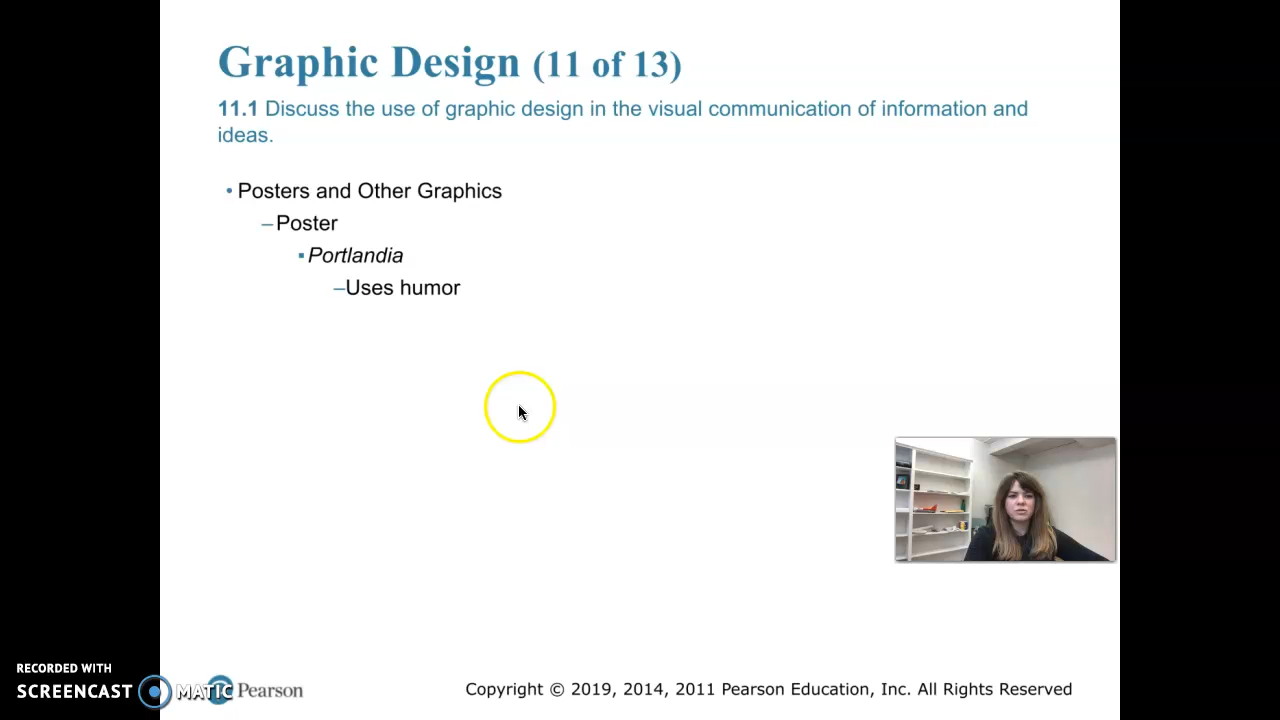 Graphic Design (11 of 13)
11.1 Discuss the use of graphic design in the visual communication of information and
ideas.
• Posters and Other Graphics
–Poster
▪ Portlandia
–Uses humor
RECORDED WITH
SCREENCAST MATIC
Pearson
Copyright © 2019, 2014, 2011 Pearson Education, Inc. All Rights Reserved